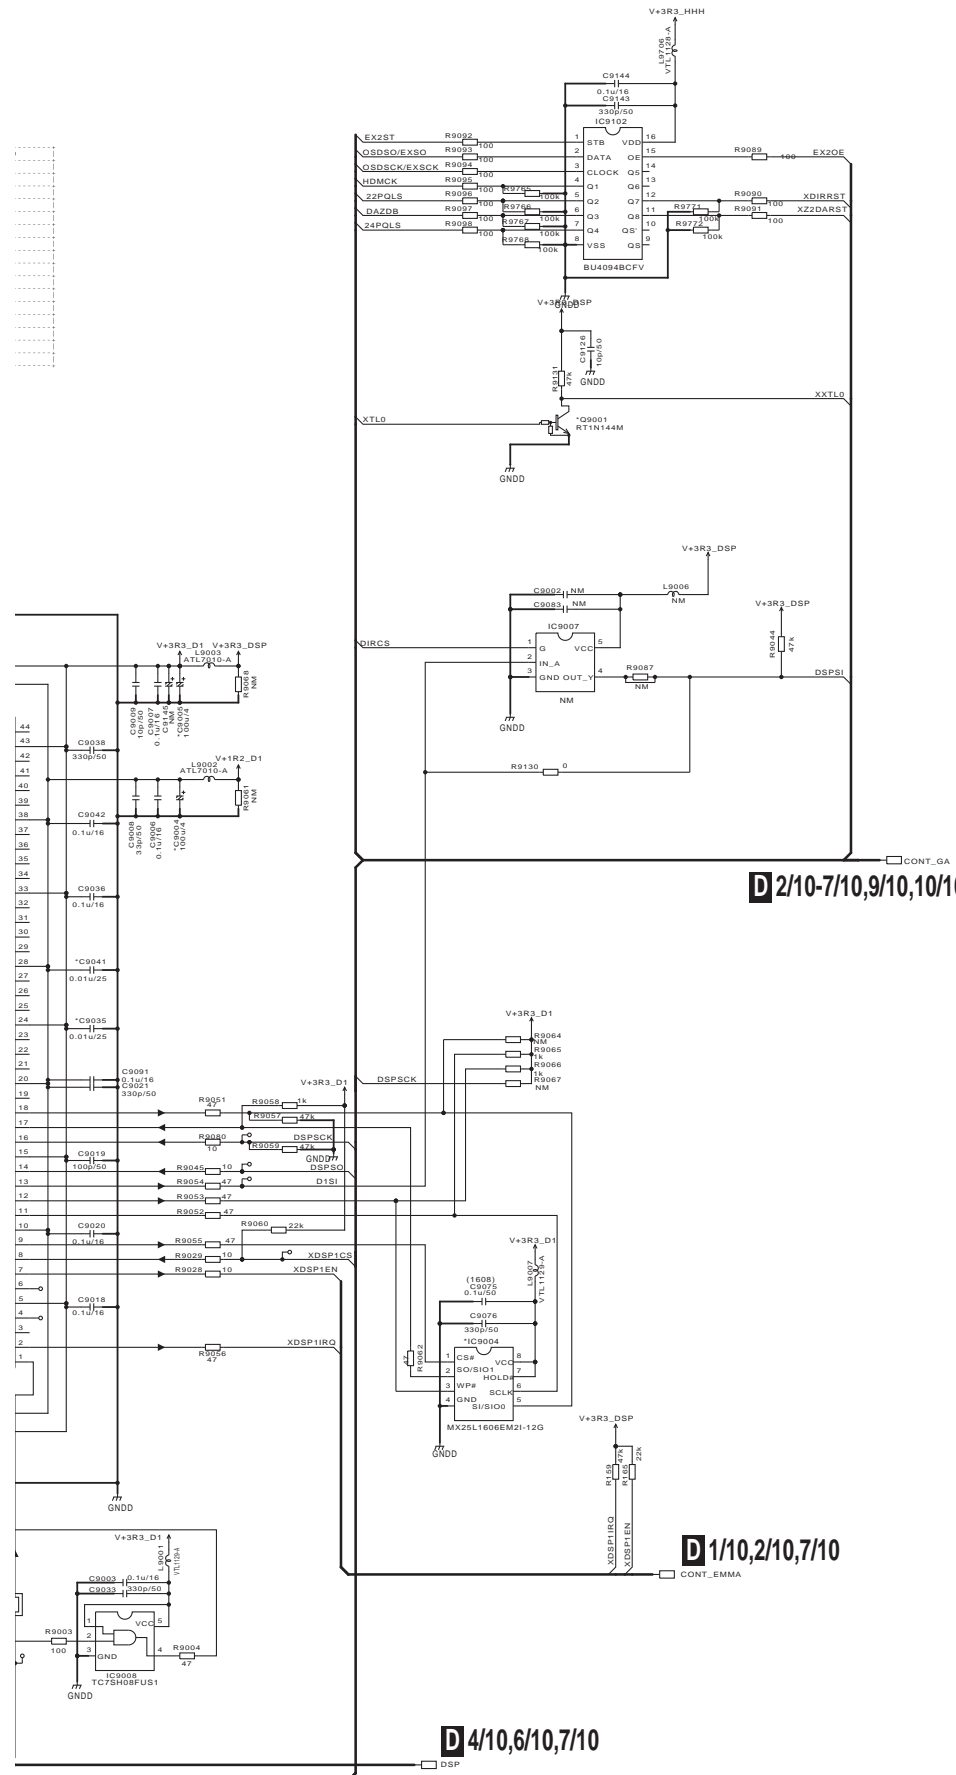 V+3R3_HHH
L9706
VTL1128-A
C9144
0.1u/16
C9143
330p/50
IC9102
EX2ST R9092 100 1 STB VDD 16
OSDSO/EXSO R9093 100 2 DATA OE 15 R9089 100 EX2OE
OSDSCK/EXSCK R9094 100 3 CLOCK Q5 14
HDMCK R9095 100 R9765 100k 4 Q1 Q6 13
22PQLS R9096 100 5 Q2 Q7 12 R9090 100 XDIRRST
DAZDB R9097 100 R9766 100k 6 Q3 Q8 11 R9771 100k R9091 100 XZ2DARST
24PQLS R9098 100 R9767 100k 7 Q4 QS' 10 R9772 100k
R9768 100k 8 VSS QS 9
BU4094BCFV
GNDD
V+3R3_DSP
C9126
10p/50
GNDD
R9131
47k
XXTL0
XTL0
*Q9001
RT1N144M
GNDD
V+3R3_DSP
C9002 NM
L9006
NM
C9083 NM
V+3R3_DSP
IC9007
R9044
47k
DIRCS 1 G VCC 5
2 IN_A
3 GND OUT_Y 4 R9087 NM DSPSI
NM
GNDD
R9130 0
V+3R3_D1 V+3R3_DSP
L9003
ATL7010-A
R9068
NM
C9009
10p/50
C9007
0.1u/16
C9145
NM
*C9005
100u/4
V+1R2_D1
L9002
ATL7010-A
R9061
NM
C9008
33p/50
C9006
0.1u/16
*C9004
100u/4
44
43
C9038
330p/50
42
41
40
39
38
C9042
0.1u/16
37
36
35
34
33
C9036
0.1u/16
32
31
30
29
28
*C9041
0.01u/25
27
26
25
24
*C9035
0.01u/25
23
22
21
20
C9091
0.1u/16
C9021
330p/50
19
CONT_GA
D 2/10-7/10,9/10,10/1
V+3R3_D1
R9064
NM
R9065
1k
R9066
1k
R9067
NM
DSPSCK
V+3R3_D1
18 R9051 47
R9058 1k
R9057 47k
17
16 R9080 10 DSPSCK
R9059 47k
GNDD
15
C9019
100p/50
14 R9045 10 DSPSO
13 R9054 47 D1SI
12 R9053 47
11 R9052 47
10
C9020
0.1u/16
R9060 22k
9 R9055 47
8 R9029 10 XDSP1CS
7 R9028 10 XDSP1EN
6
5
C9018
0.1u/16
4
3
2 R9056 47 XDSP1IRQ
1
V+3R3_D1
L9007
VTL1129-A
(1608)
C9075
0.1u/50
C9076
330p/50
*IC9004
47
R9062
1 CS# VCC 8
2 SO/SIO1 HOLD# 7
3 WP# SCLK 6
4 GND SI/SIO0 5
MX25L1606EM2I-12G
GNDD
V+3R3_DSP
R159
47k
R165
22k
XDSP1IRQ
XDSP1EN
D 1/10,2/10,7/10
CONT_EMMA
GNDD
V+3R3_D1
L9001
VTL1129-A
C9003 0.1u/16
C9033 330p/50
1 VCC 5
R9003 100 2
3 GND 4 R9004 47
IC9008
TC7SH08FUS1
GNDD
D 4/10,6/10,7/10
DSP